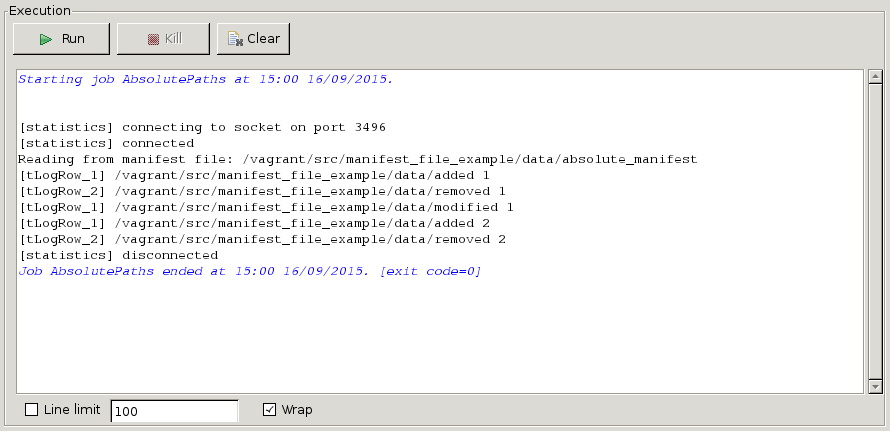 Execution
Run Kill Clear
Starting job AbsolutePaths at 15:00 16/09/2015.
[statistics] connecting to socket on port 3496
[statistics] connected
Reading from manifest file: /vagrant/src/manifest_file_example/data/absolute_manifest
[tLogRow_1] /vagrant/src/manifest_file_example/data/added 1
[tLogRow_2] /vagrant/src/manifest_file_example/data/removed 1
[tLogRow_1] /vagrant/src/manifest_file_example/data/modified 1
[tLogRow_1] /vagrant/src/manifest_file_example/data/added 2
[tLogRow_2] /vagrant/src/manifest_file_example/data/removed 2
[statistics] disconnected
Job AbsolutePaths ended at 15:00 16/09/2015. [exit code=0]
Line limit 100 Wrap